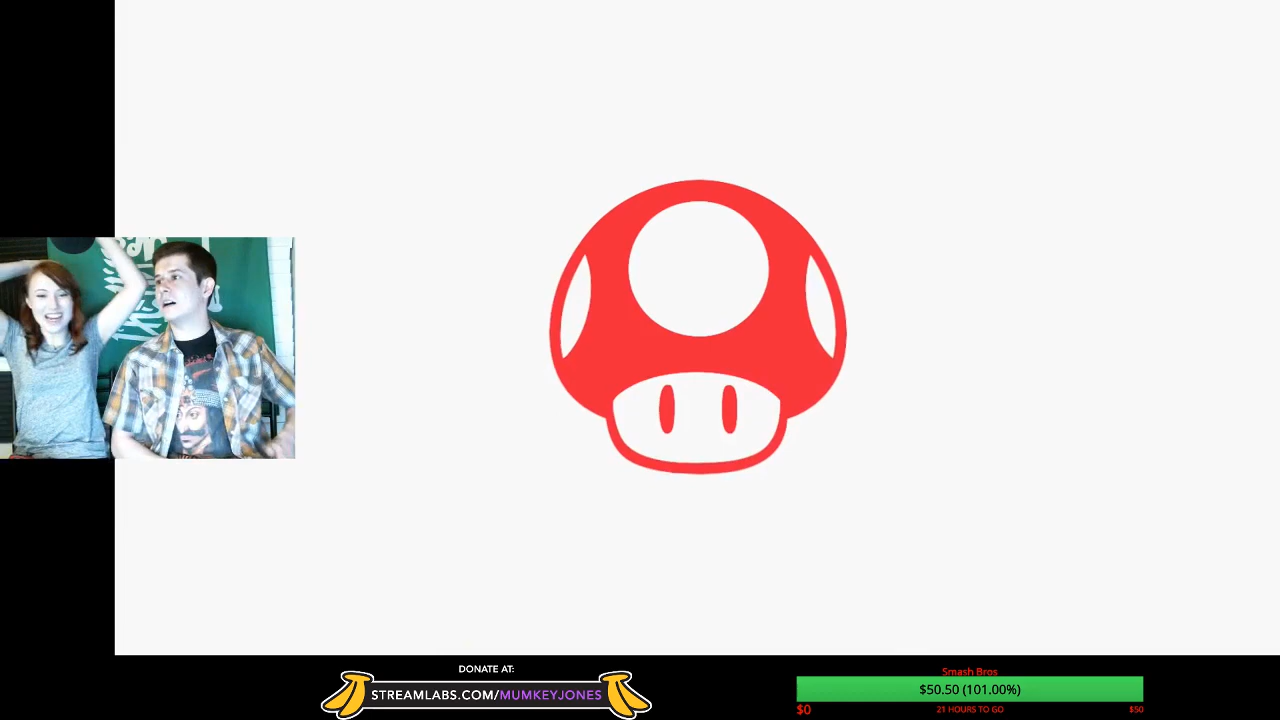 DONATE AT:
STREAMLABS.COM/MUMKEYJONES
Smash Bros
$50.50 (101.00%)
$0 21 HOURS TO GO $50